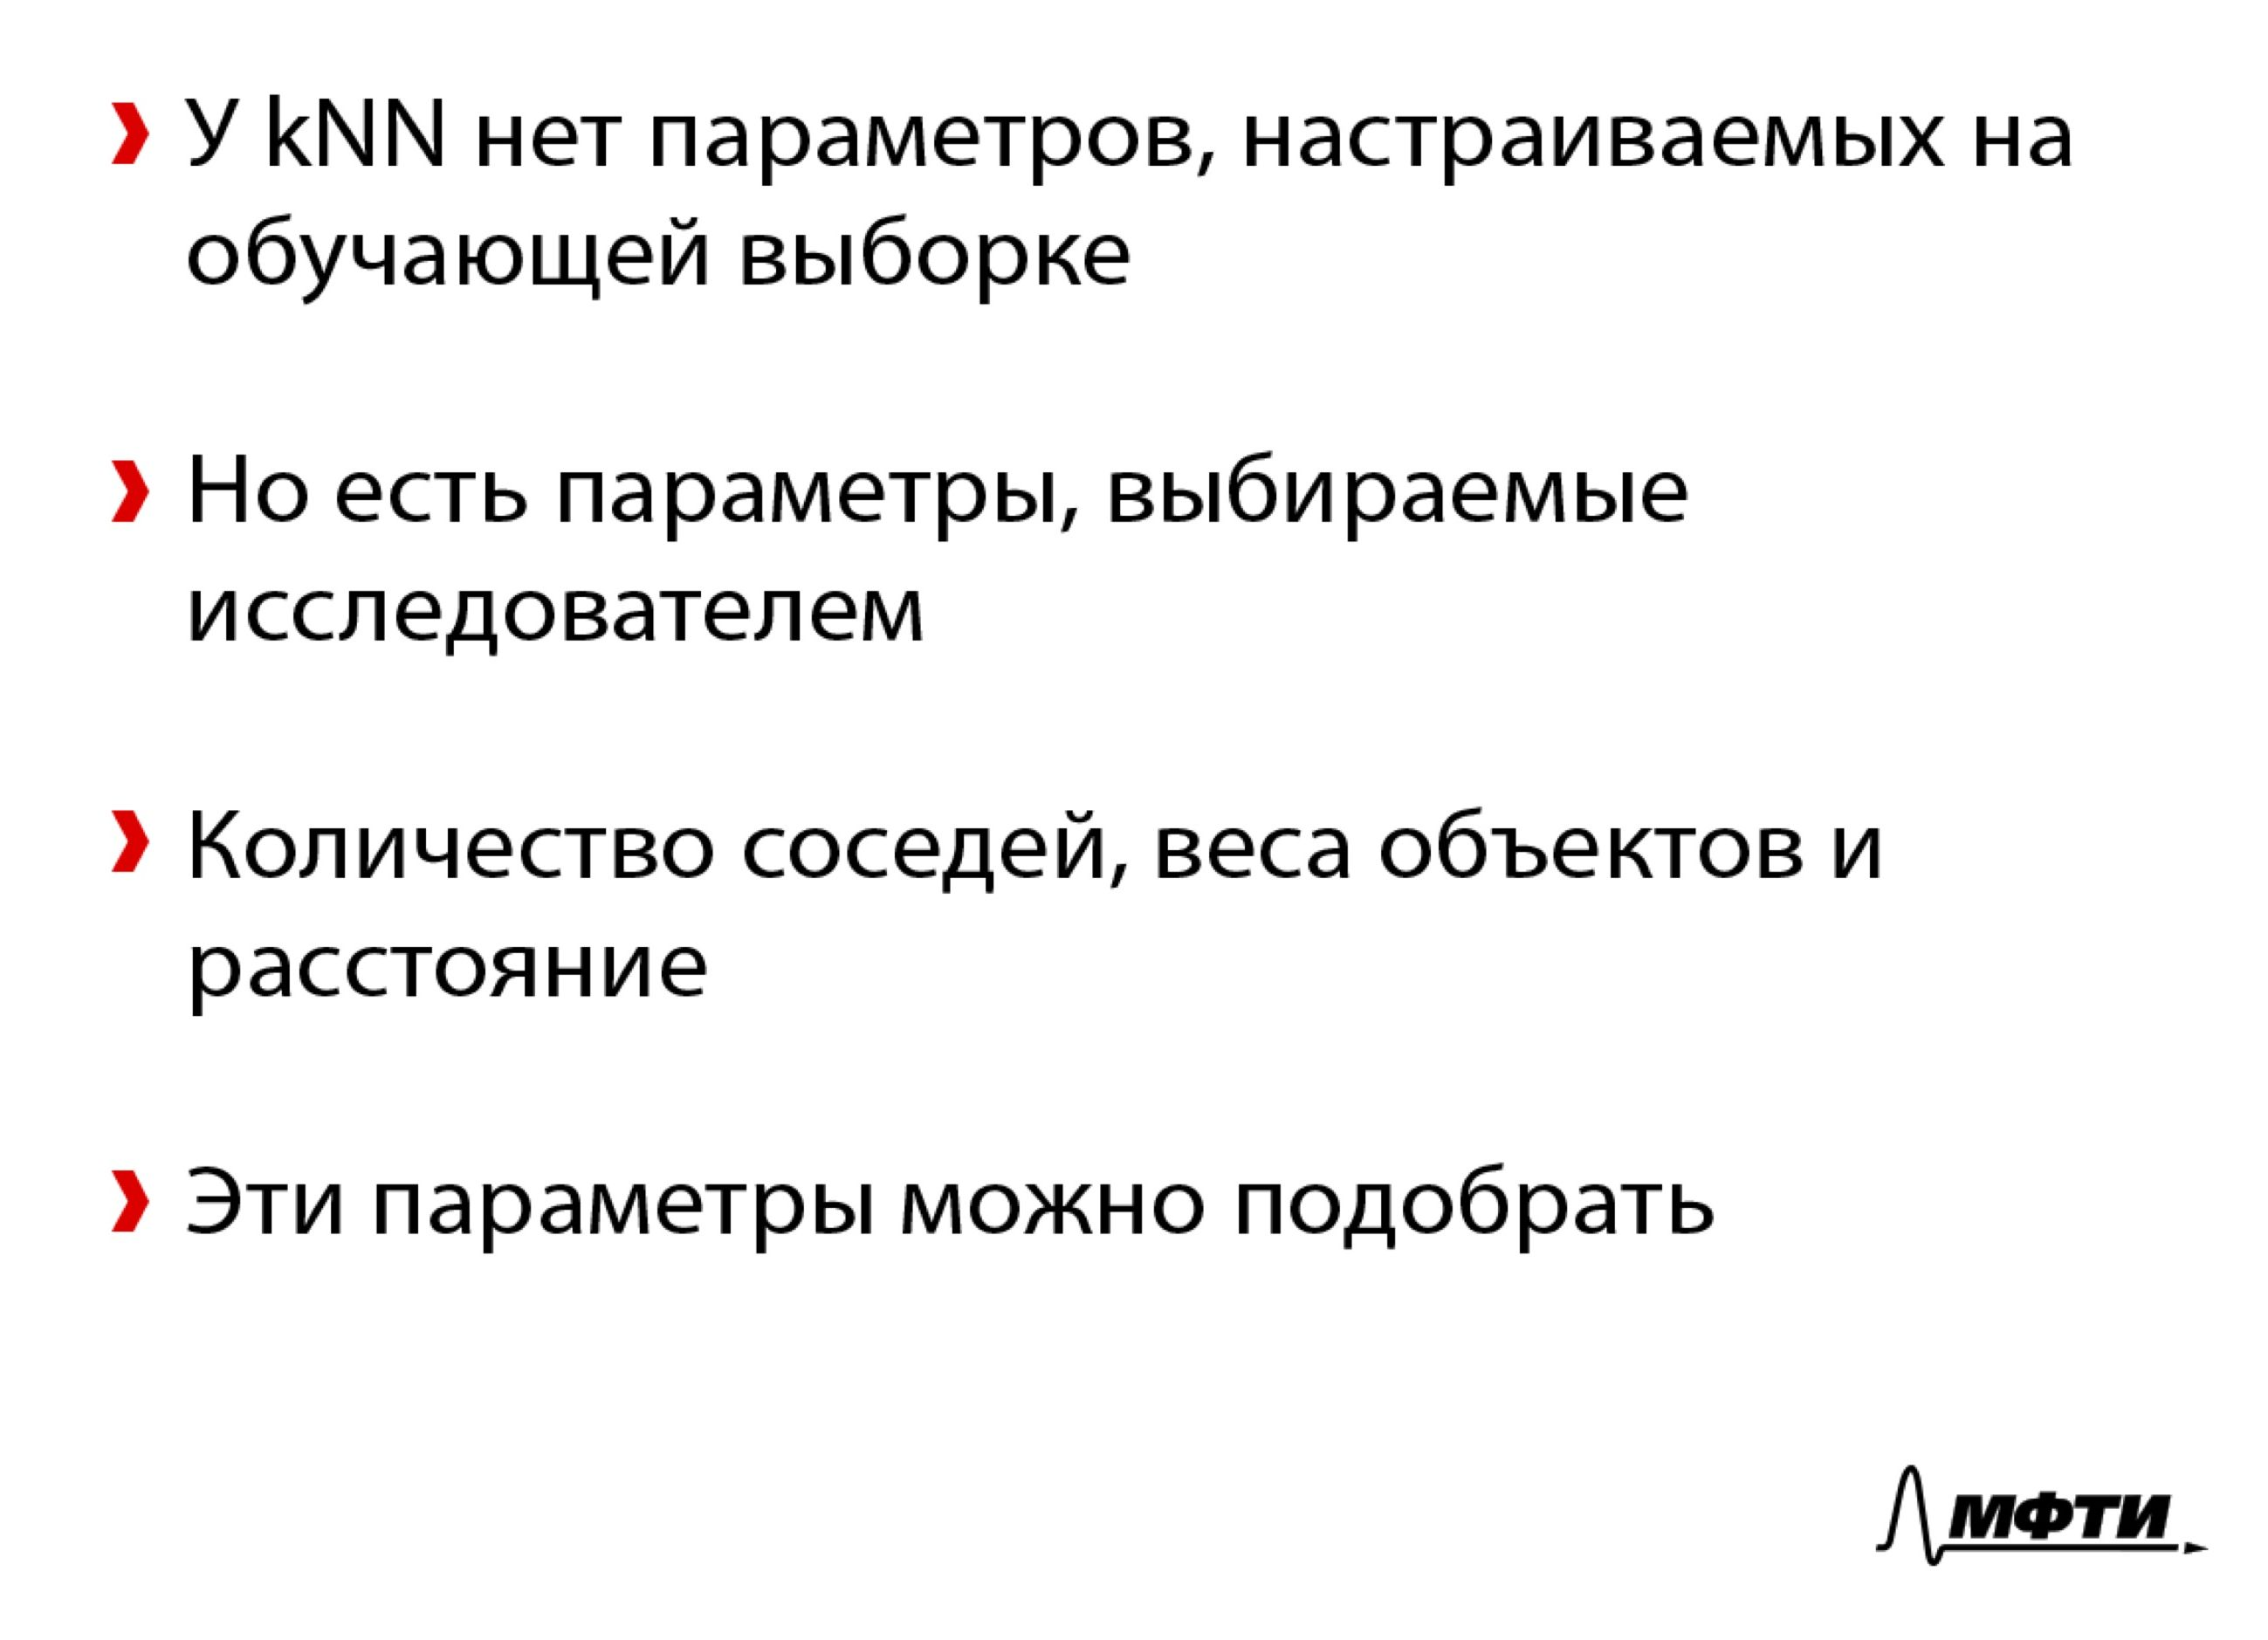 У kNN нет параметров, настраиваемых на
обучающей выборке
Но есть параметры, выбираемые
исследователем
Количество соседей, веса объектов и
расстояние
Эти параметры можно подобрать
МФТИ